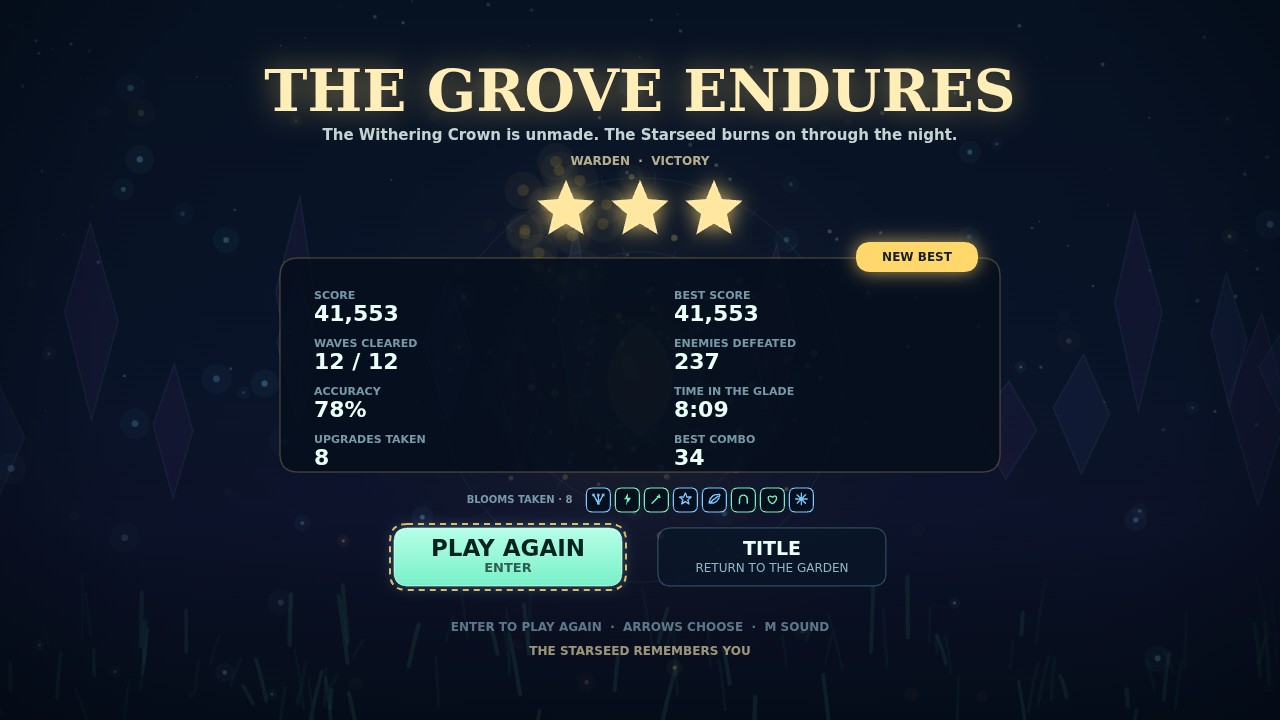 THE GROVE ENDURES
The Withering Crown is unmade. The Starseed burns on through the night.
WARDEN · VICTORY
NEW BEST
SCORE
41,553
BEST SCORE
41,553
WAVES CLEARED
12 / 12
ENEMIES DEFEATED
237
ACCURACY
78%
TIME IN THE GLADE
8:09
UPGRADES TAKEN
8
BEST COMBO
34
BLOOMS TAKEN · 8
PLAY AGAIN
ENTER
TITLE
RETURN TO THE GARDEN
ENTER TO PLAY AGAIN · ARROWS CHOOSE · M SOUND
THE STARSEED REMEMBERS YOU